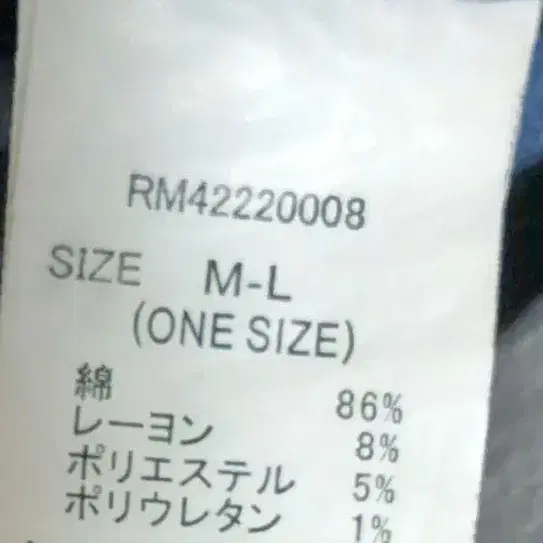 RM42220008
SIZE M-L
(ONE SIZE)
綿 86%
レーヨン 8%
ポリエステル 5%
ポリウレタン 1%